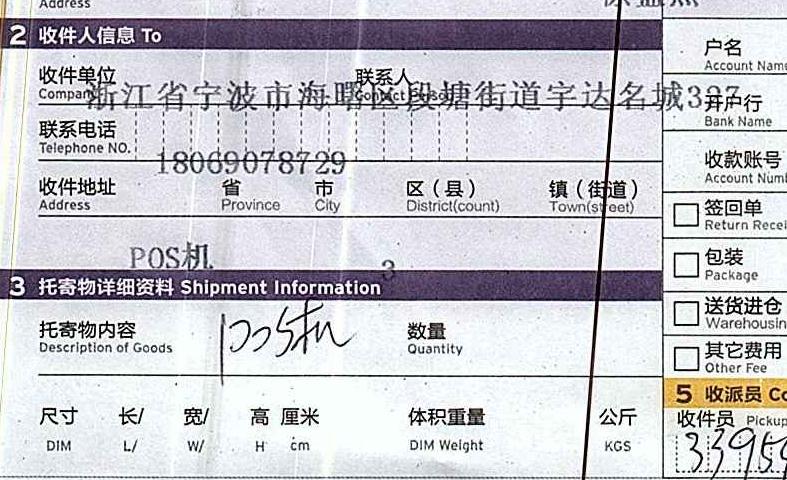 Address
2 收件人信息 To
户名
Account Name
收件单位
Company
联系人
Contact Person
浙江省宁波市海曙区段塘街道宇达名城327
开户行
Bank Name
联系电话
Telephone NO.
18069078729
收款账号
Account Num
收件地址
Address
省
Province
市
City
区（县）
District(count)
镇（街道）
Town(street)
签回单
Return Recei
POS机
3
包装
Package
3 托寄物详细资料 Shipment Information
送货进仓
Warehousin
托寄物内容
Description of Goods
POS机
数量
Quantity
其它费用
Other Fee
5 收派员 Co
尺寸 长/ 宽/ 高 厘米
DIM L/ W/ H cm
体积重量 公斤
DIM Weight KGS
收件员 Pickup
33959